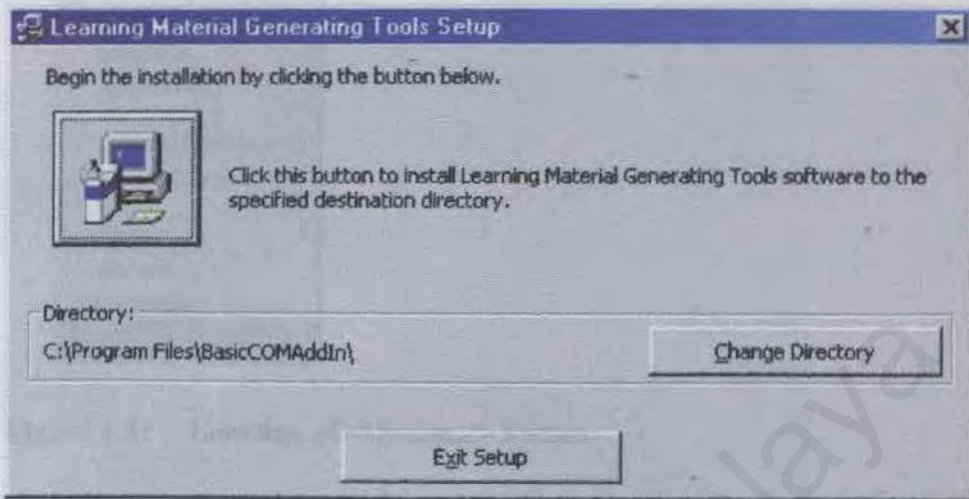 Learning Material Generating Tools Setup
Begin the installation by clicking the button below.
Click this button to install Learning Material Generating Tools software to the
specified destination directory.
Directory:
C:\Program Files\BasicCOMAddIn\
Change Directory
Exit Setup
laya